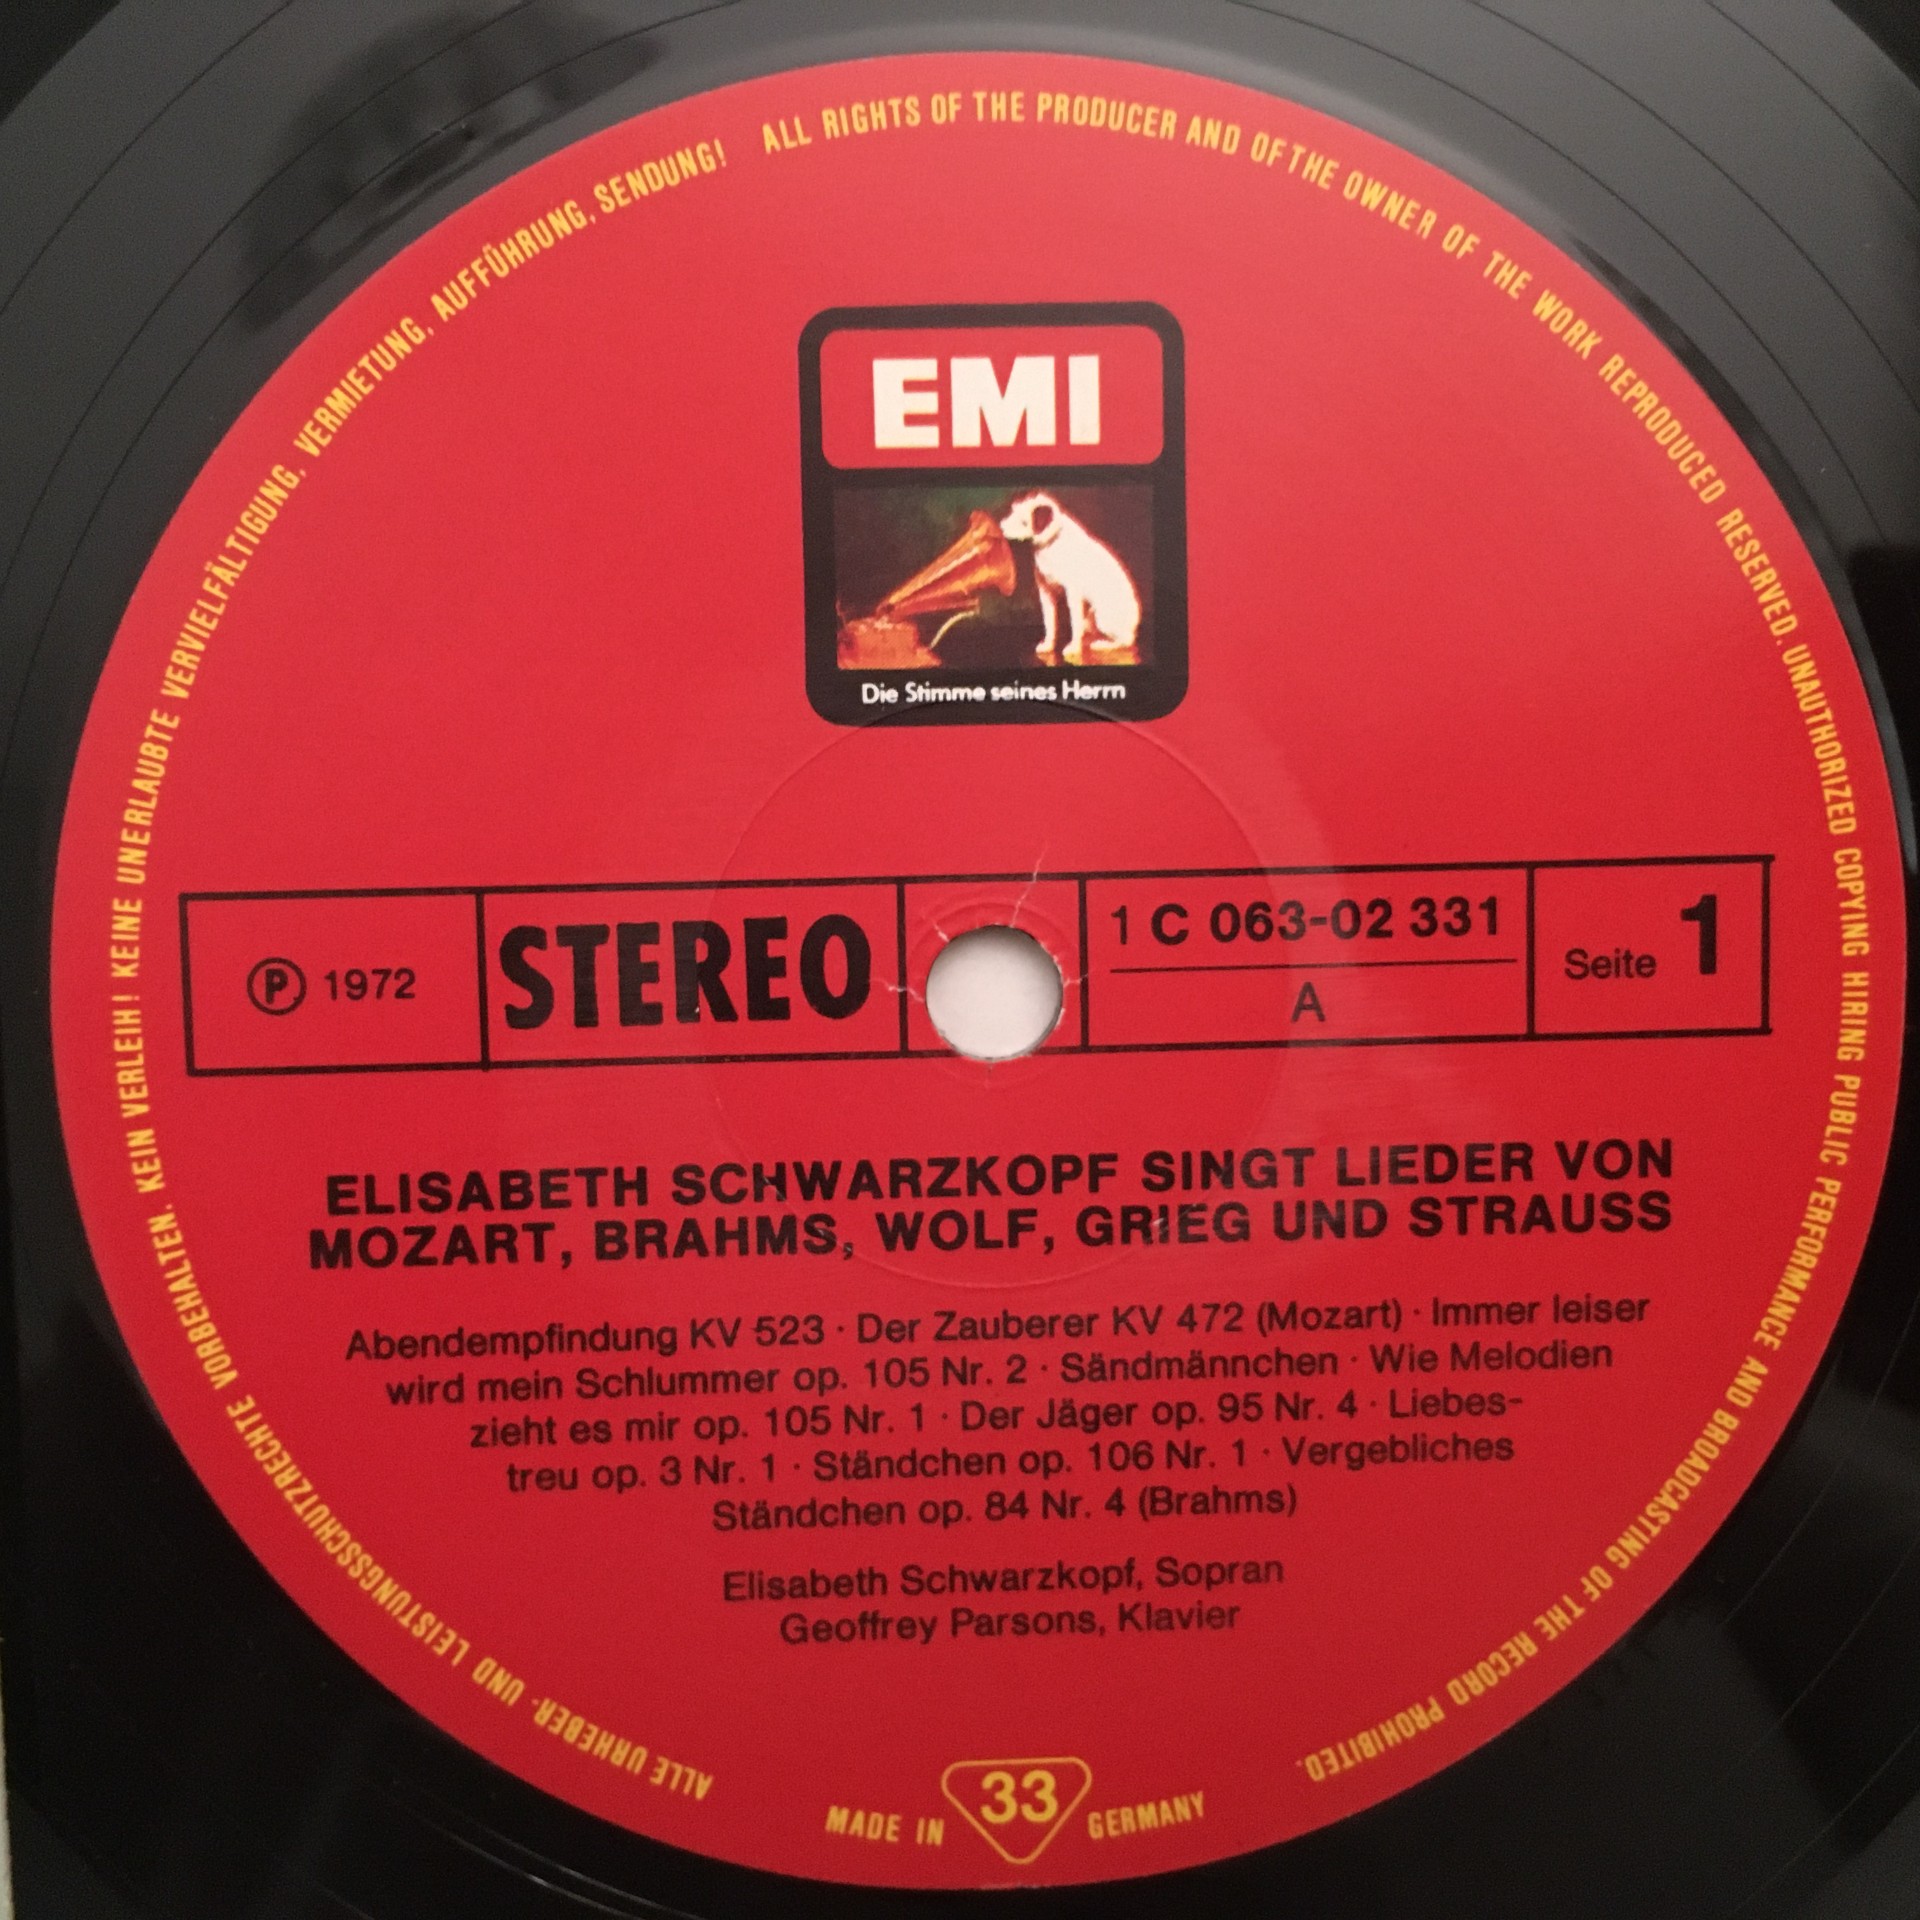 ALLE URHEBER- UND LEISTUNGSSCHUTZRECHTE VORBEHALTEN. KEIN VERLEIH! KEINE UNERLAUBTE VERVIELFÄLTIGUNG, VERMIETUNG, AUFFÜHRUNG, SENDUNG!
ALL RIGHTS OF THE PRODUCER AND OF THE OWNER OF THE WORK REPRODUCED RESERVED. UNAUTHORIZED COPYING HIRING PUBLIC PERFORMANCE AND BROADCASTING OF THE RECORD PROHIBITED.
EMI
Die Stimme seines Herrn
℗ 1972
STEREO
1 C 063-02 331
A
Seite 1
ELISABETH SCHWARZKOPF SINGT LIEDER VON
MOZART, BRAHMS, WOLF, GRIEG UND STRAUSS
Abendempfindung KV 523 · Der Zauberer KV 472 (Mozart) · Immer leiser
wird mein Schlummer op. 105 Nr. 2 · Sändmännchen · Wie Melodien
zieht es mir op. 105 Nr. 1 · Der Jäger op. 95 Nr. 4 · Liebes-
treu op. 3 Nr. 1 · Ständchen op. 106 Nr. 1 · Vergebliches
Ständchen op. 84 Nr. 4 (Brahms)
Elisabeth Schwarzkopf, Sopran
Geoffrey Parsons, Klavier
MADE IN 33 GERMANY